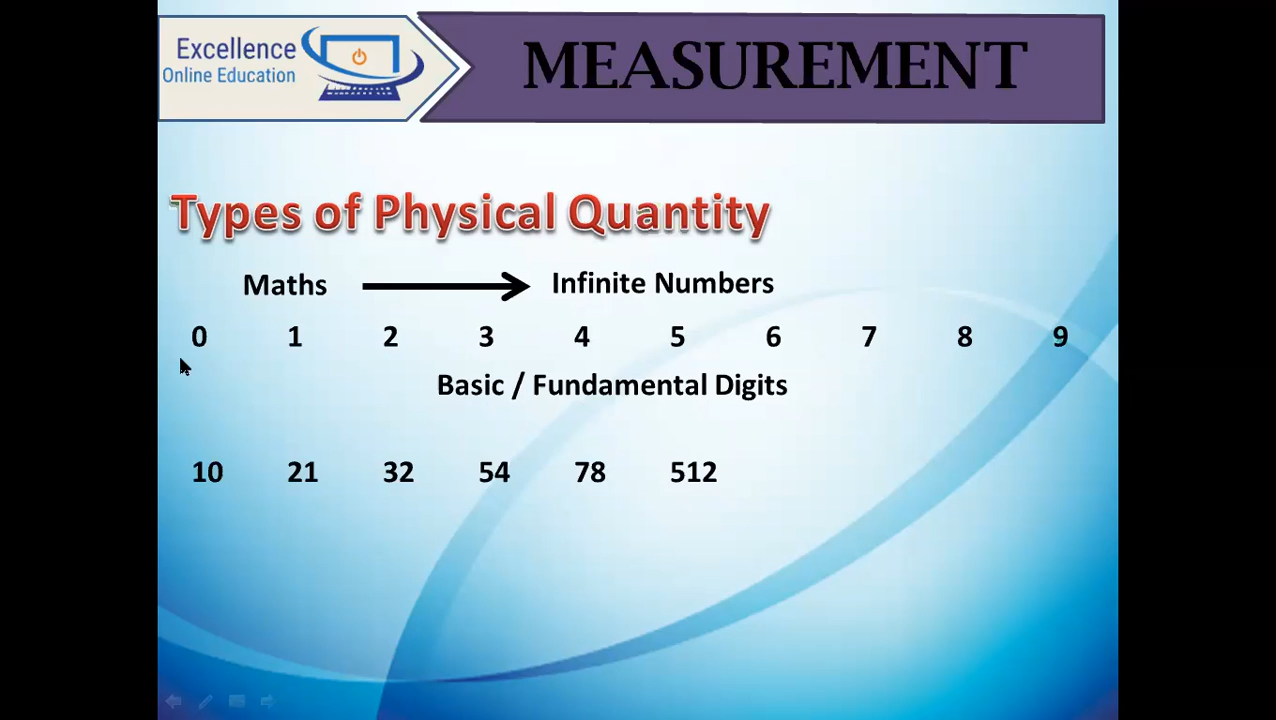 Excellence
Online Education
MEASUREMENT
Types of Physical Quantity
Maths Infinite Numbers
0 1 2 3 4 5 6 7 8 9
Basic / Fundamental Digits
10 21 32 54 78 512